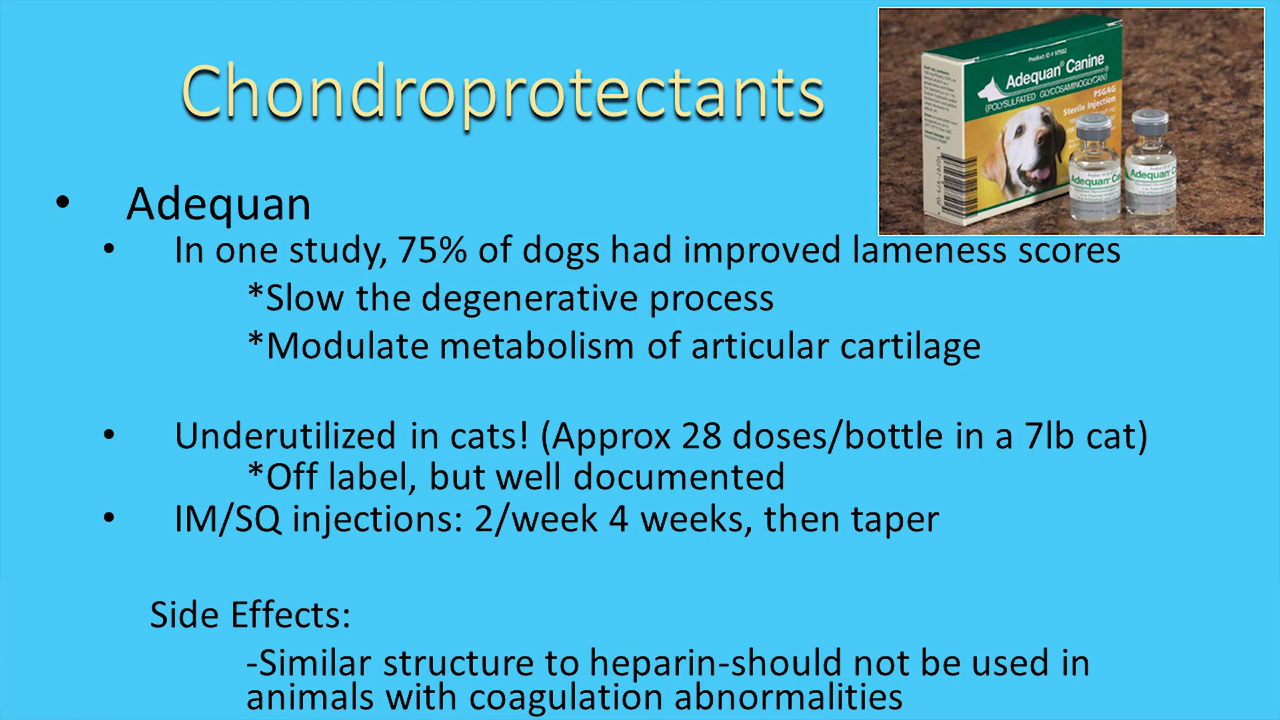 Chondroprotectants
Product ID # 97502
Adequan® Canine
(POLYSULFATED GLYCOSAMINOGLYCAN)
PSGAG
Sterile Injection
Adequan® C
Adequan® Ca
• Adequan
• In one study, 75% of dogs had improved lameness scores
*Slow the degenerative process
*Modulate metabolism of articular cartilage
• Underutilized in cats! (Approx 28 doses/bottle in a 7lb cat)
*Off label, but well documented
• IM/SQ injections: 2/week 4 weeks, then taper
Side Effects:
-Similar structure to heparin-should not be used in
animals with coagulation abnormalities